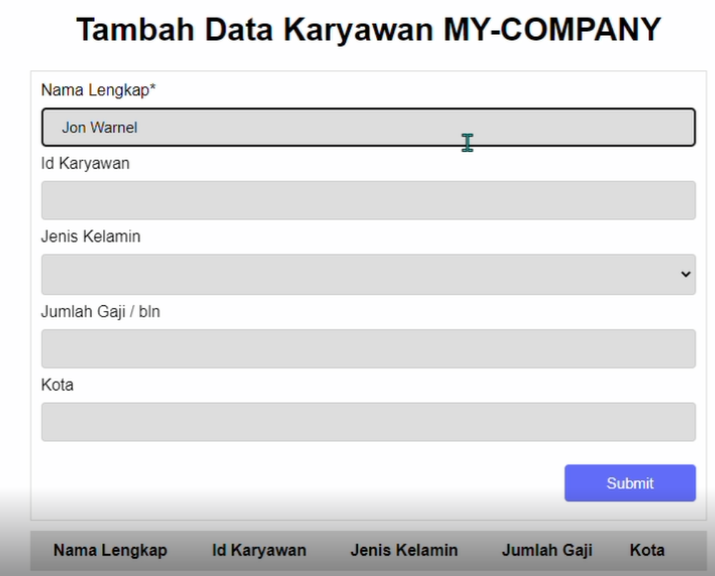 Tambah Data Karyawan MY-COMPANY
Nama Lengkap*
Jon Warnel
Id Karyawan
Jenis Kelamin
Jumlah Gaji / bln
Kota
Submit
Nama Lengkap Id Karyawan Jenis Kelamin Jumlah Gaji Kota